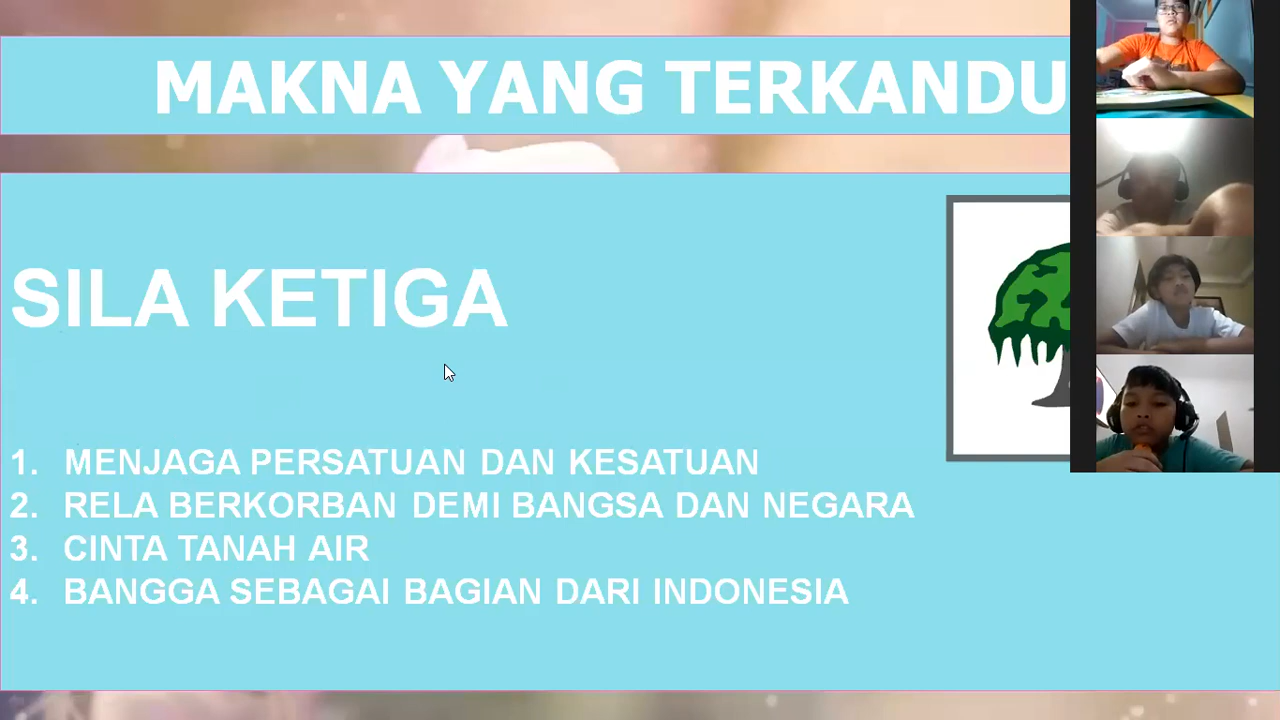 MAKNA YANG TERKANDU
SILA KETIGA
1. MENJAGA PERSATUAN DAN KESATUAN
2. RELA BERKORBAN DEMI BANGSA DAN NEGARA
3. CINTA TANAH AIR
4. BANGGA SEBAGAI BAGIAN DARI INDONESIA